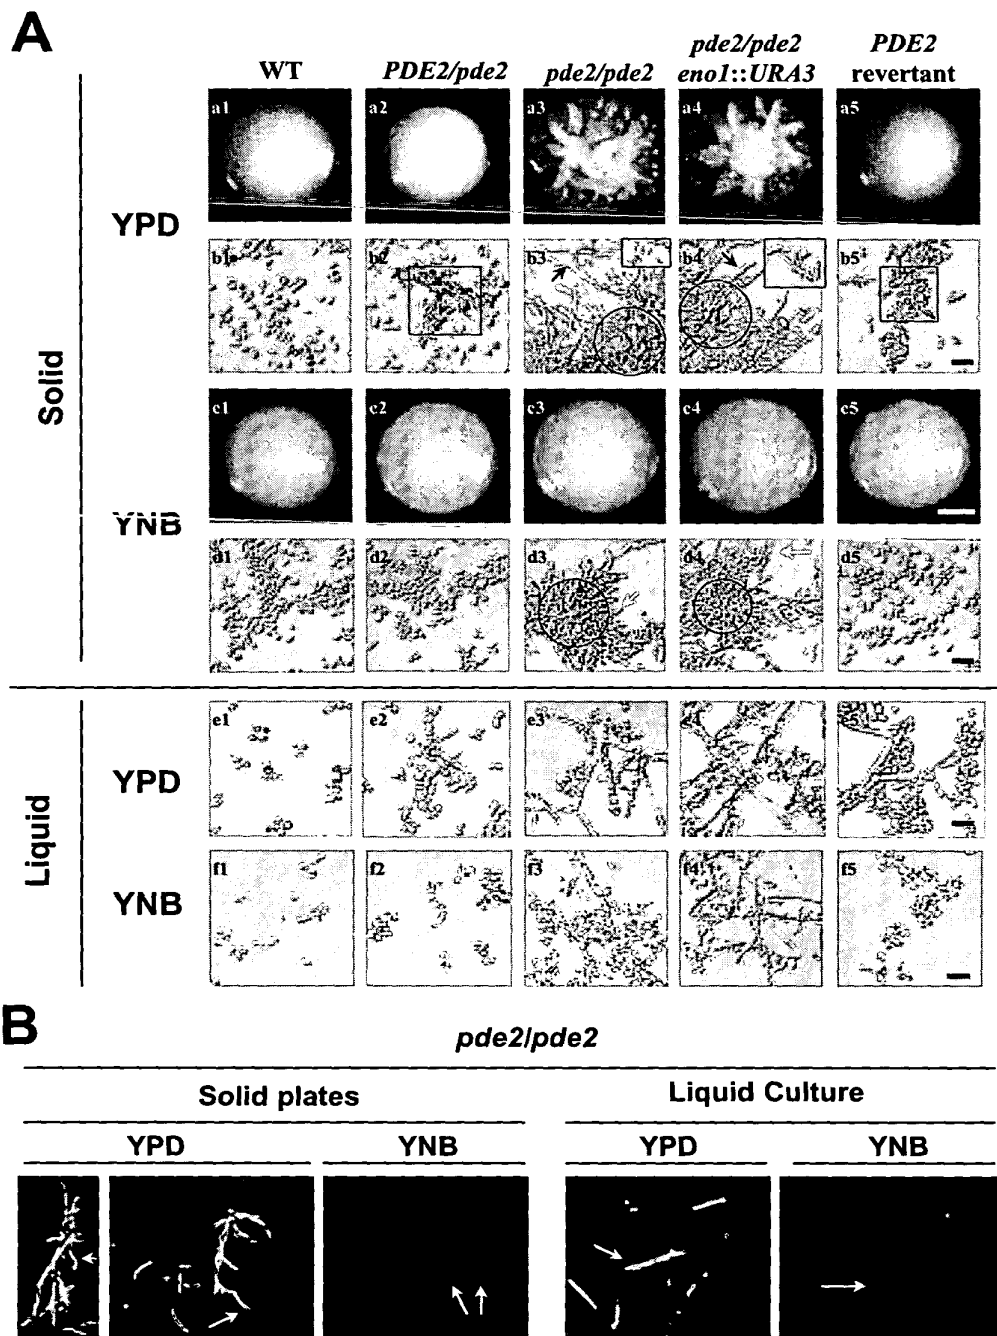 A
WT PDE2/pde2 pde2/pde2 pde2/pde2 eno1::URA3 PDE2 revertant
Solid
YPD
a1 a2 a3 a4 a5
b1 b2 b3 b4 b5
YNB
c1 c2 c3 c4 c5
d1 d2 d3 d4 d5
Liquid
YPD
e1 e2 e3 e4 e5
YNB
f1 f2 f3 f4 f5
B
pde2/pde2
Solid plates Liquid Culture
YPD YNB YPD YNB